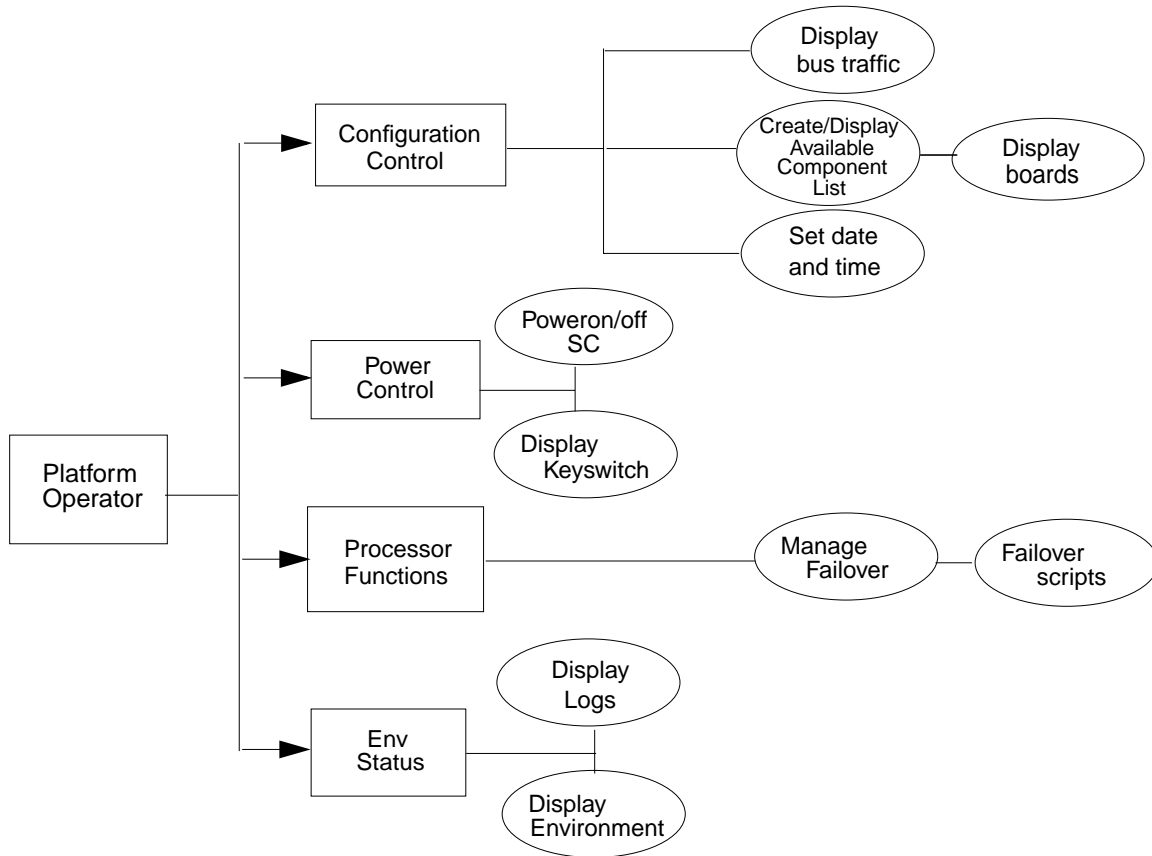 Display
bus traffic
Configuration
Control
Create/Display
Available
Component
List
Display
boards
Set date
and time
Poweron/off
SC
Power
Control
Display
Keyswitch
Platform
Operator
Processor
Functions
Manage
Failover
Failover
scripts
Display
Logs
Env
Status
Display
Environment